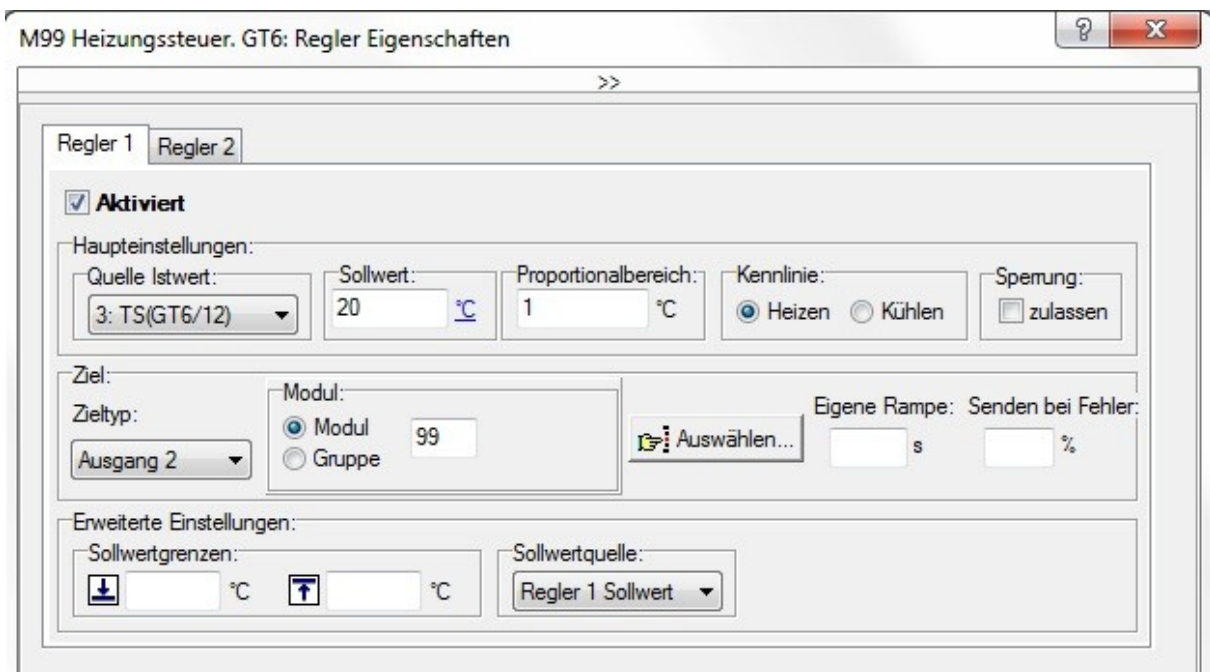 M99 Heizungssteuer. GT6: Regler Eigenschaften
>>
Regler 1 Regler 2
Aktiviert
Haupteinstellungen:
Quelle Istwert: Sollwert: Proportionalbereich: Kennlinie: Sperrung:
3: TS(GT6/12) 20 °C 1 °C Heizen Kühlen zulassen
Ziel:
Zieltyp: Modul: Eigene Rampe: Senden bei Fehler:
Ausgang 2 Modul 99 Auswählen... s %
Gruppe
Erweiterte Einstellungen:
Sollwertgrenzen: Sollwertquelle:
°C °C Regler 1 Sollwert